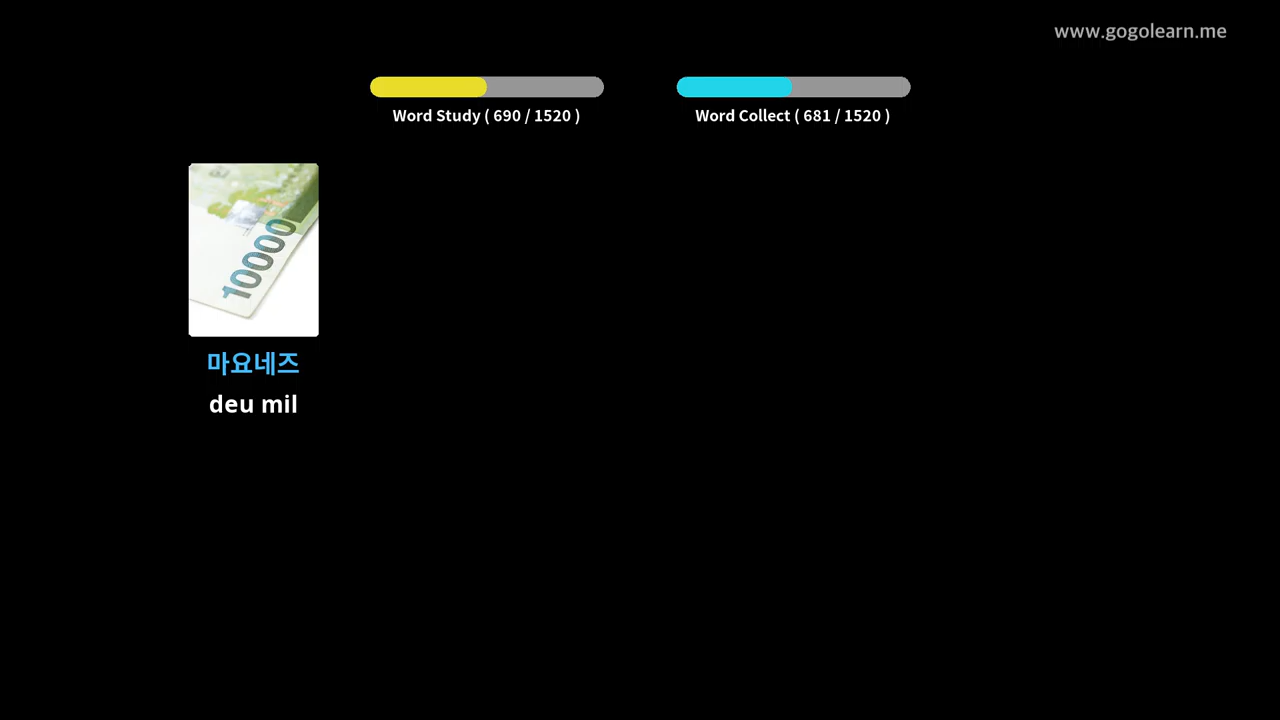 www.gogolearn.me
Word Study ( 690 / 1520 )
Word Collect ( 681 / 1520 )
10000
마요네즈
deu mil